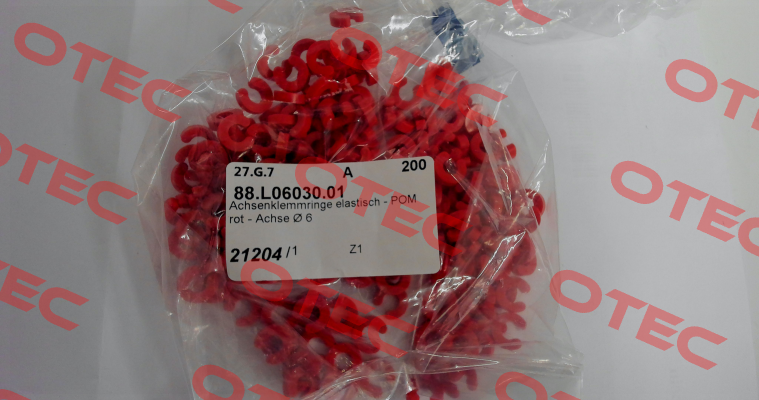 OTEC
27.G.7 A 200
88.L06030.01
Achsenklemmringe elastisch - POM
rot - Achse Ø 6
21204 /1 Z1